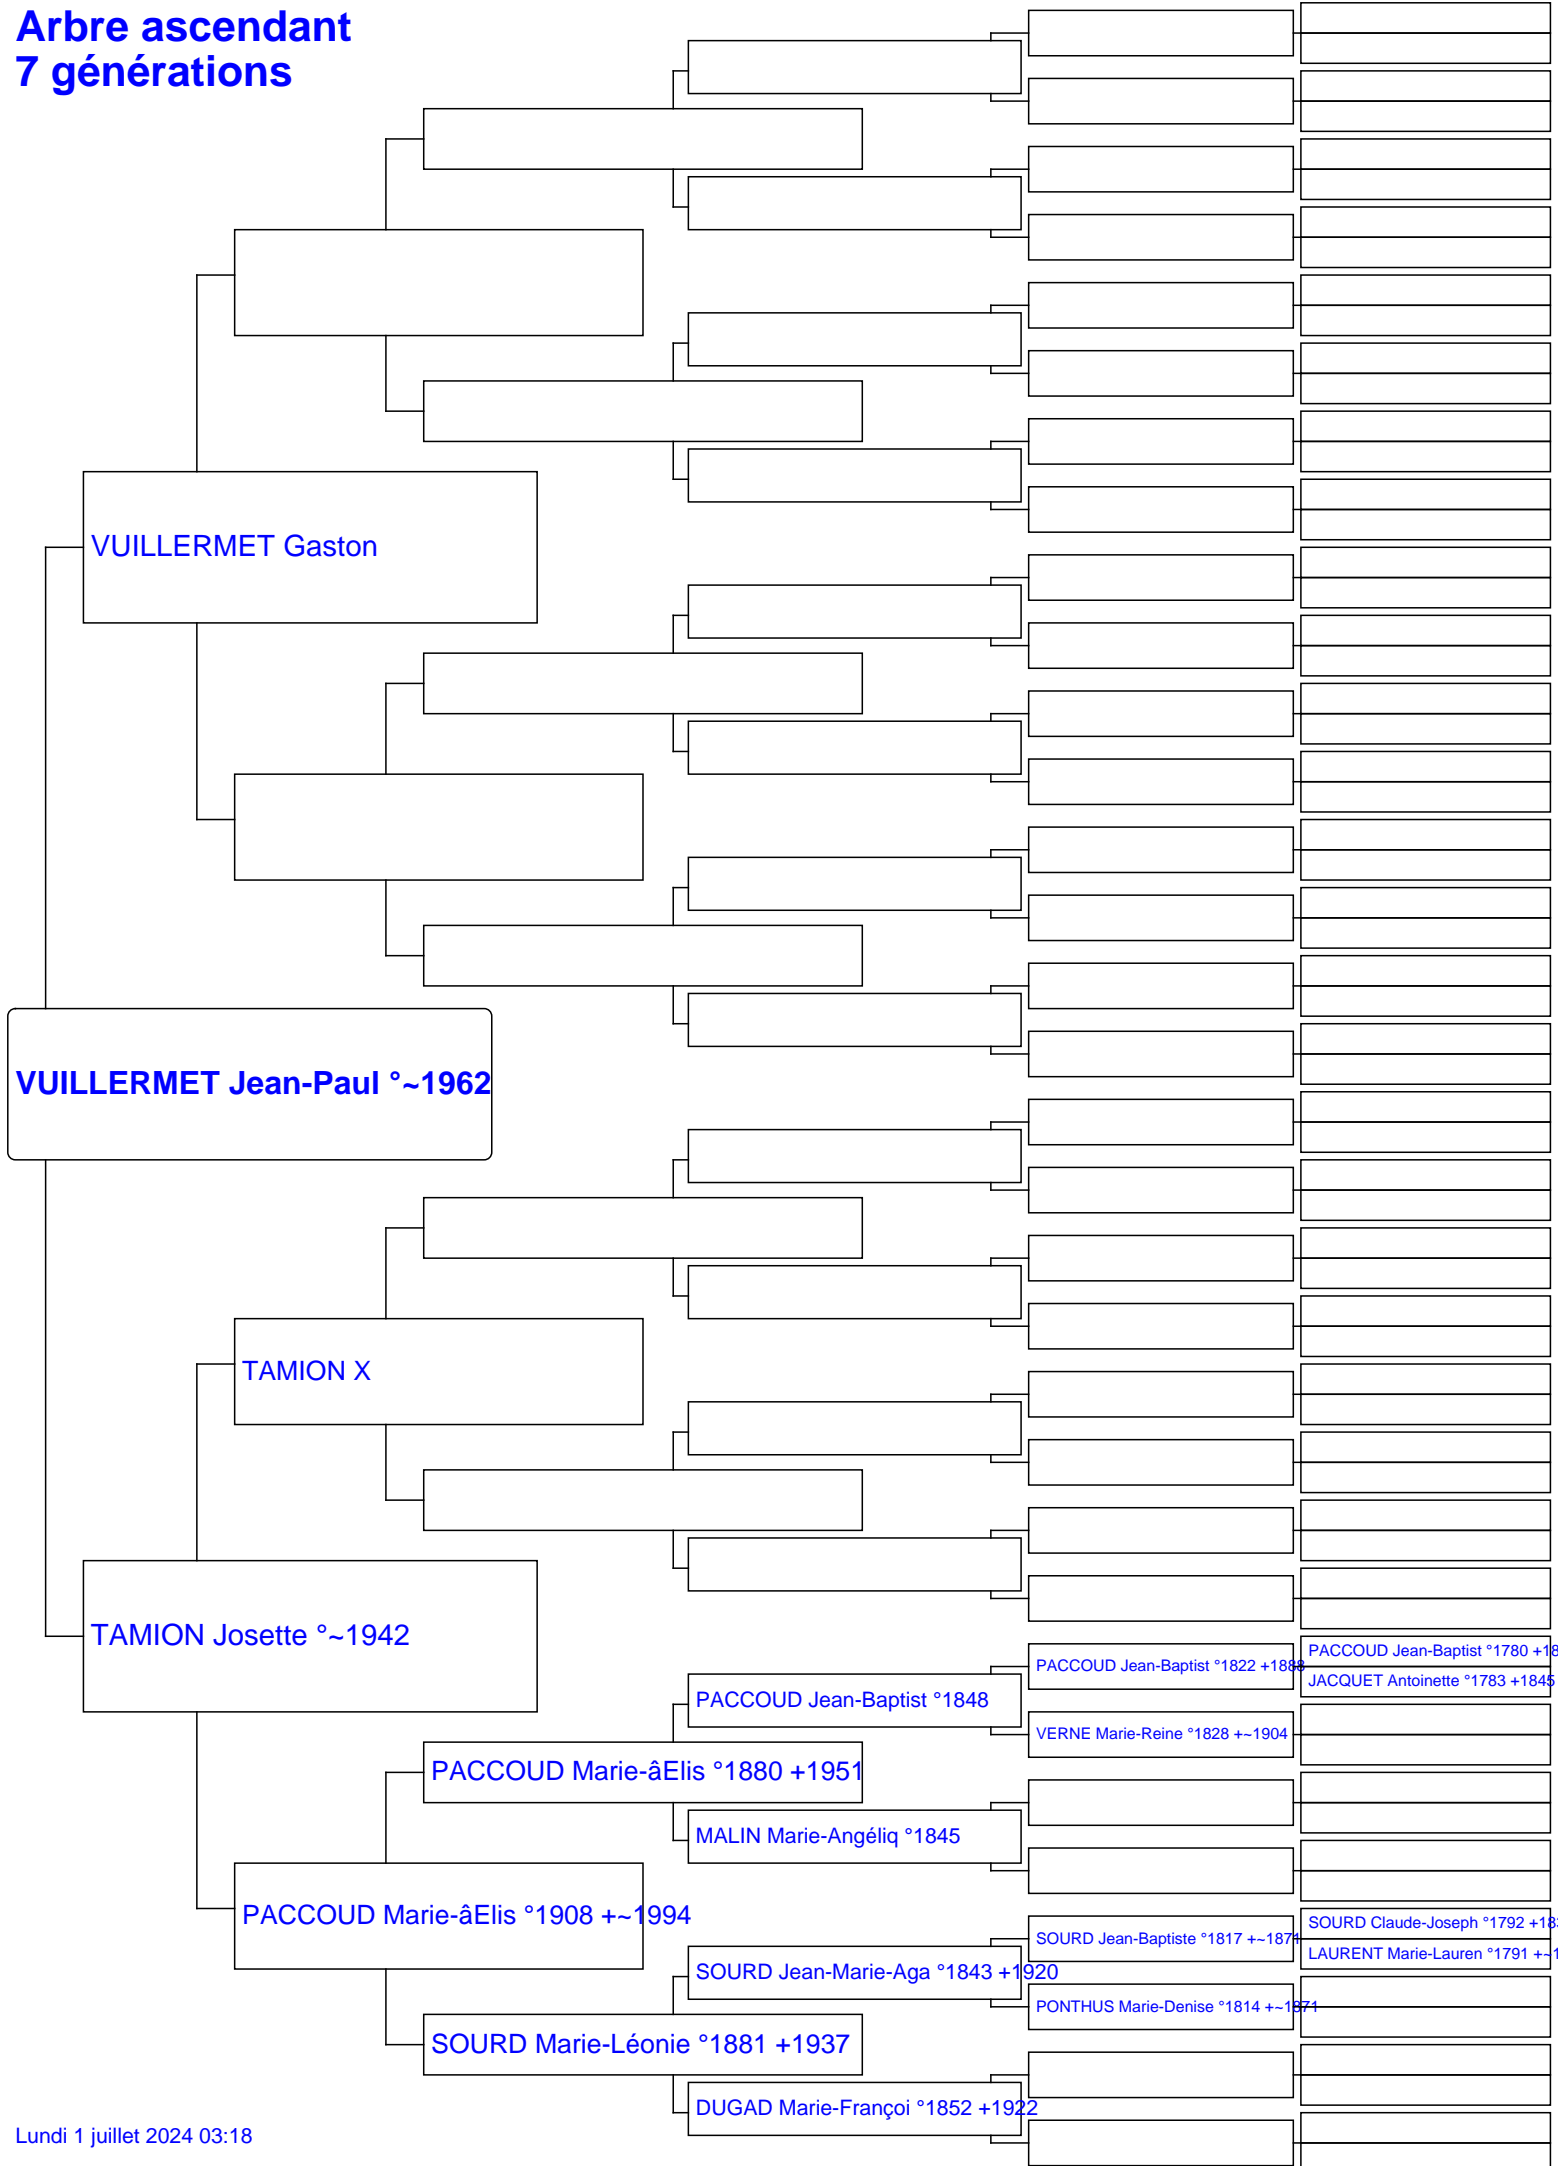 Arbre ascendant
7 générations
VUILLERMET Gaston
VUILLERMET Jean-Paul °~1962
TAMION X
TAMION Josette °~1942
PACCOUD Jean-Baptist °1780 +18
PACCOUD Jean-Baptist °1822 +1888
JACQUET Antoinette °1783 +1845
PACCOUD Jean-Baptist °1848
VERNE Marie-Reine °1828 +~1904
PACCOUD Marie-âElis °1880 +1951
MALIN Marie-Angéliq °1845
PACCOUD Marie-âElis °1908 +~1994
SOURD Claude-Joseph °1792 +183
SOURD Jean-Baptiste °1817 +~1871
LAURENT Marie-Lauren °1791 +~1
SOURD Jean-Marie-Aga °1843 +1920
PONTHUS Marie-Denise °1814 +~1871
SOURD Marie-Léonie °1881 +1937
DUGAD Marie-Françoi °1852 +1922
Lundi 1 juillet 2024 03:18